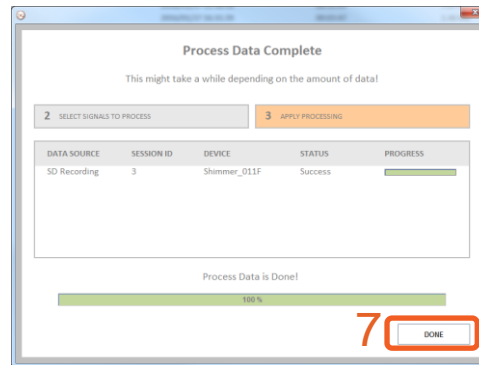 Process Data Complete
This might take a while depending on the amount of data!
2 SELECT SIGNALS TO PROCESS 3 APPLY PROCESSING
DATA SOURCE SESSION ID DEVICE STATUS PROGRESS
SD Recording 3 Shimmer_011F Success
Process Data is Done!
100 %
7 DONE